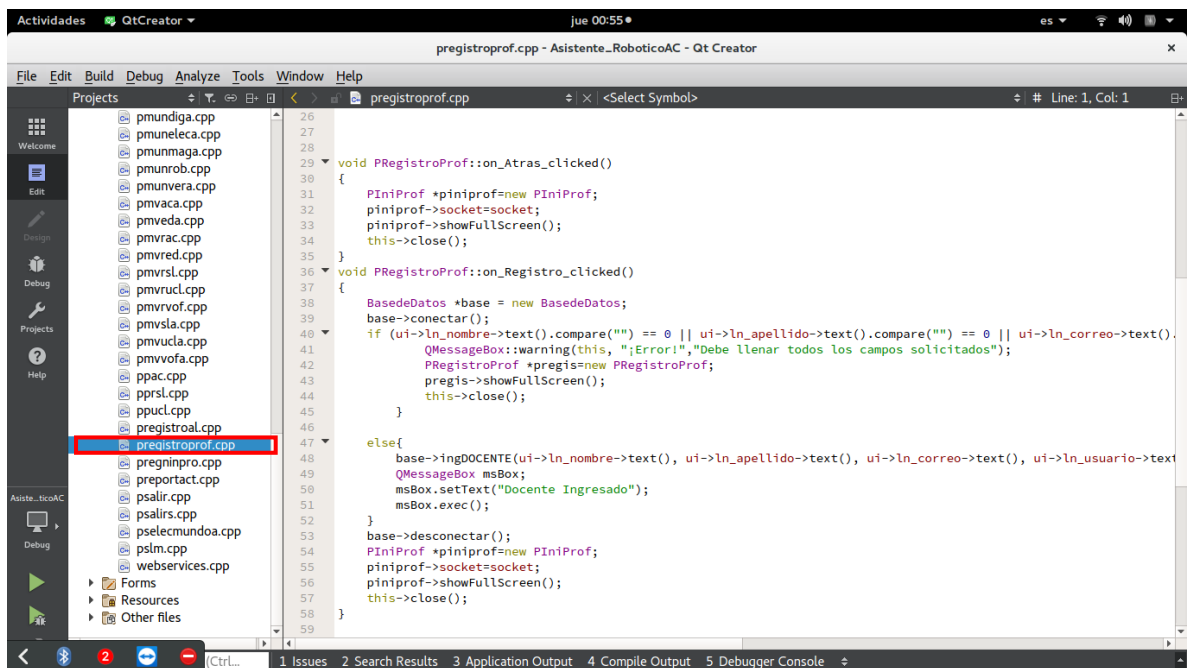 Actividades QtCreator jue 00:55 es
pregistroprof.cpp - Asistente_RoboticoAC - Qt Creator
File Edit Build Debug Analyze Tools Window Help
Projects pregistroprof.cpp <Select Symbol> # Line: 1, Col: 1
Welcome
Edit
Design
Debug
Projects
Help
Asiste...ticoAC
Debug
pmundiga.cpp
pmuneleca.cpp
pmunmaga.cpp
pmunrob.cpp
pmunvera.cpp
pmvaca.cpp
pmveda.cpp
pmvrac.cpp
pmvred.cpp
pmvrsl.cpp
pmvrucl.cpp
pmvrvof.cpp
pmvsla.cpp
pmvucla.cpp
pmvvofa.cpp
ppac.cpp
pprsl.cpp
ppucl.cpp
pregistroal.cpp
pregistroprof.cpp
pregninpro.cpp
preportact.cpp
psalir.cpp
psalirs.cpp
pselecmundoa.cpp
pslm.cpp
webservices.cpp
Forms
Resources
Other files
26
27
28
29 void PRegistroProf::on_Atras_clicked()
30 {
31 PIniProf *piniprof=new PIniProf;
32 piniprof->socket=socket;
33 piniprof->showFullScreen();
34 this->close();
35 }
36 void PRegistroProf::on_Registro_clicked()
37 {
38 BasedeDatos *base = new BasedeDatos;
39 base->conectar();
40 if (ui->ln_nombre->text().compare("") == 0 || ui->ln_apellido->text().compare("") == 0 || ui->ln_correo->text().
41 QMessageBox::warning(this, "¡Error!","Debe llenar todos los campos solicitados");
42 PRegistroProf *pregis=new PRegistroProf;
43 pregis->showFullScreen();
44 this->close();
45 }
46
47 else{
48 base->ingDOCENTE(ui->ln_nombre->text(), ui->ln_apellido->text(), ui->ln_correo->text(), ui->ln_usuario->text
49 QMessageBox msBox;
50 msBox.setText("Docente Ingresado");
51 msBox.exec();
52 }
53 base->desconectar();
54 PIniProf *piniprof=new PIniProf;
55 piniprof->socket=socket;
56 piniprof->showFullScreen();
57 this->close();
58 }
59
2 (Ctrl... 1 Issues 2 Search Results 3 Application Output 4 Compile Output 5 Debugger Console